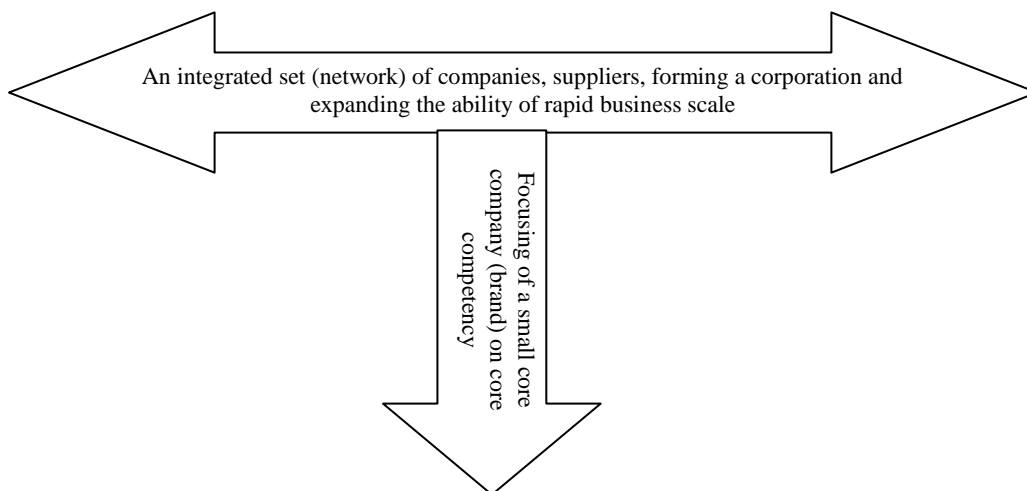 An integrated set (network) of companies, suppliers, forming a corporation and
expanding the ability of rapid business scale
Focusing of a small core
company (brand) on core
competency